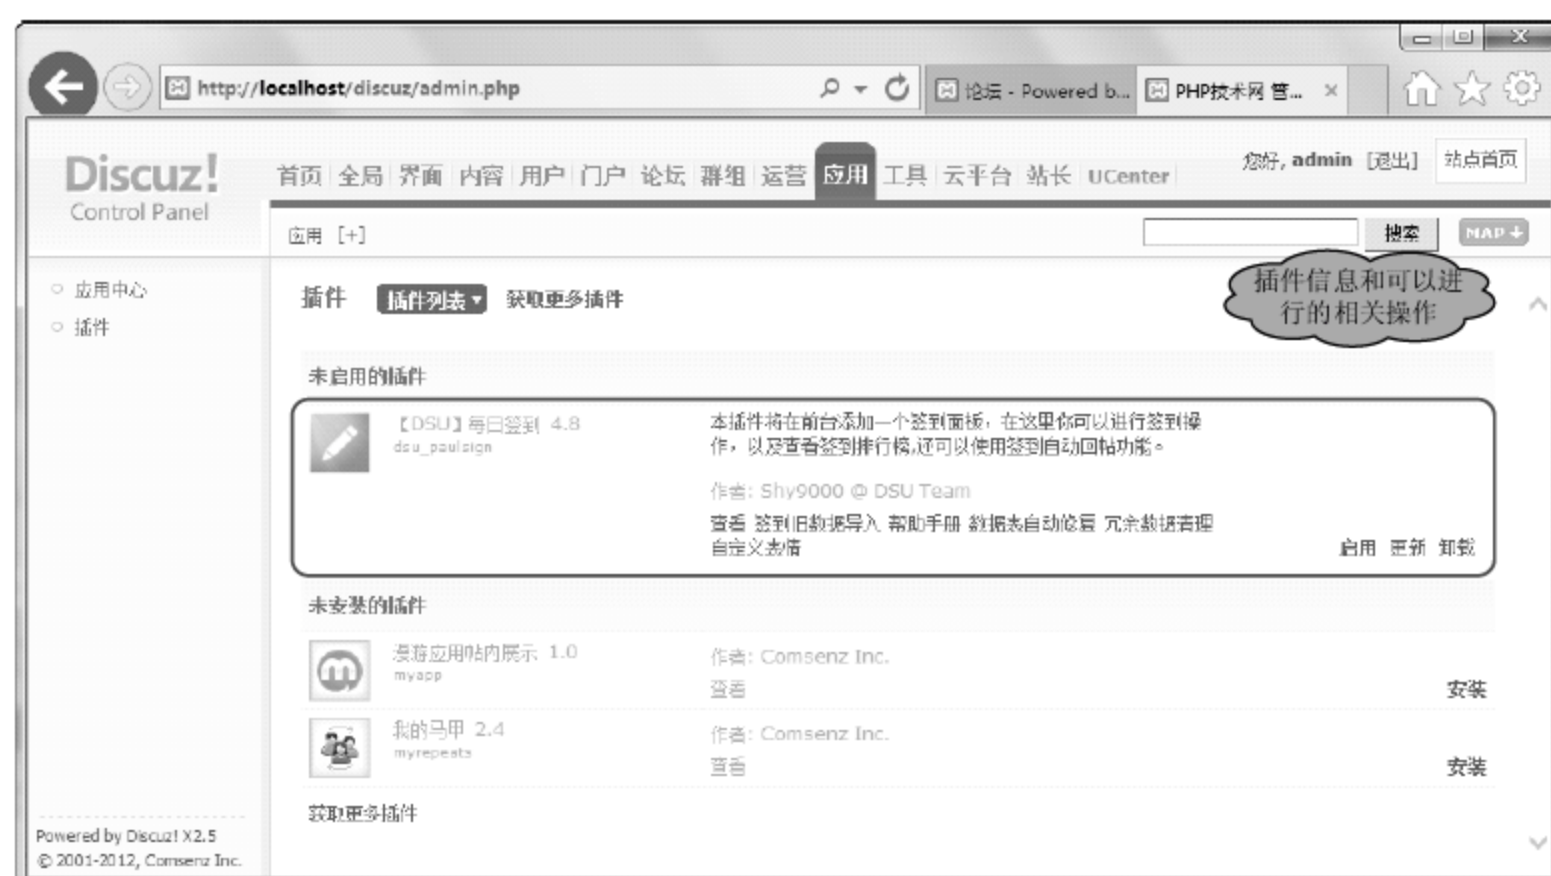 http://localhost/discuz/admin.php
论坛 - Powered b...
PHP技术网 管...
Discuz!
Control Panel
首页 全局 界面 内容 用户 门户 论坛 群组 运营 应用 工具 云平台 站长 UCenter
您好, admin [退出] 站点首页
应用 [+]
搜索
MAP
应用中心
插件
插件 插件列表 获取更多插件
插件信息和可以进
行的相关操作
未启用的插件
【DSU】每日签到 4.8
dsu_paulsign
本插件将在前台添加一个签到面板，在这里你可以进行签到操
作，以及查看签到排行榜,还可以使用签到自动回帖功能。
作者: Shy9000 @ DSU Team
查看 签到旧数据导入 帮助手册 数据表自动修复 冗余数据清理
自定义表情
启用 更新 卸载
未安装的插件
漫游应用帖内展示 1.0
myapp
作者: Comsenz Inc.
查看
安装
我的马甲 2.4
myrepeats
作者: Comsenz Inc.
查看
安装
获取更多插件
Powered by Discuz! X2.5
© 2001-2012, Comsenz Inc.